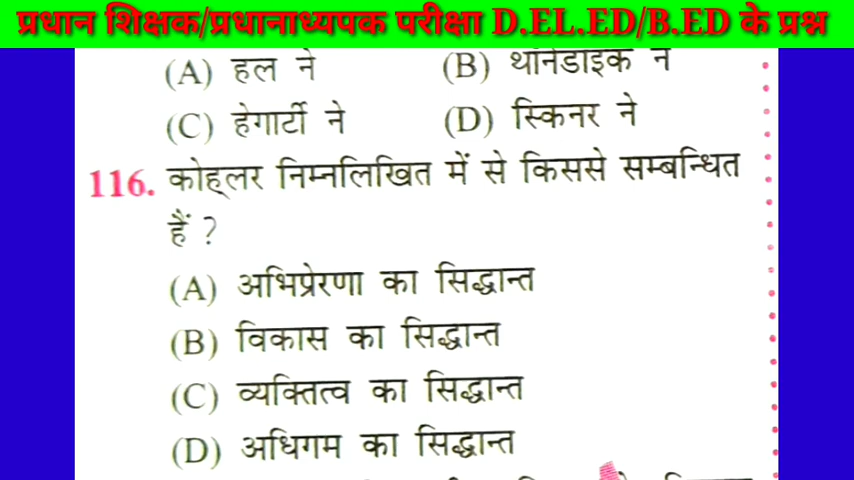 प्रधान शिक्षक/प्रधानाध्यपक परीक्षा D.EL.ED/B.ED के प्रश्न
(A) हल ने (B) थॉर्नडाइक ने
(C) हेगार्टी ने (D) स्किनर ने
116. कोह्लर निम्नलिखित में से किससे सम्बन्धित
हैं ?
(A) अभिप्रेरणा का सिद्धान्त
(B) विकास का सिद्धान्त
(C) व्यक्तित्व का सिद्धान्त
(D) अधिगम का सिद्धान्त